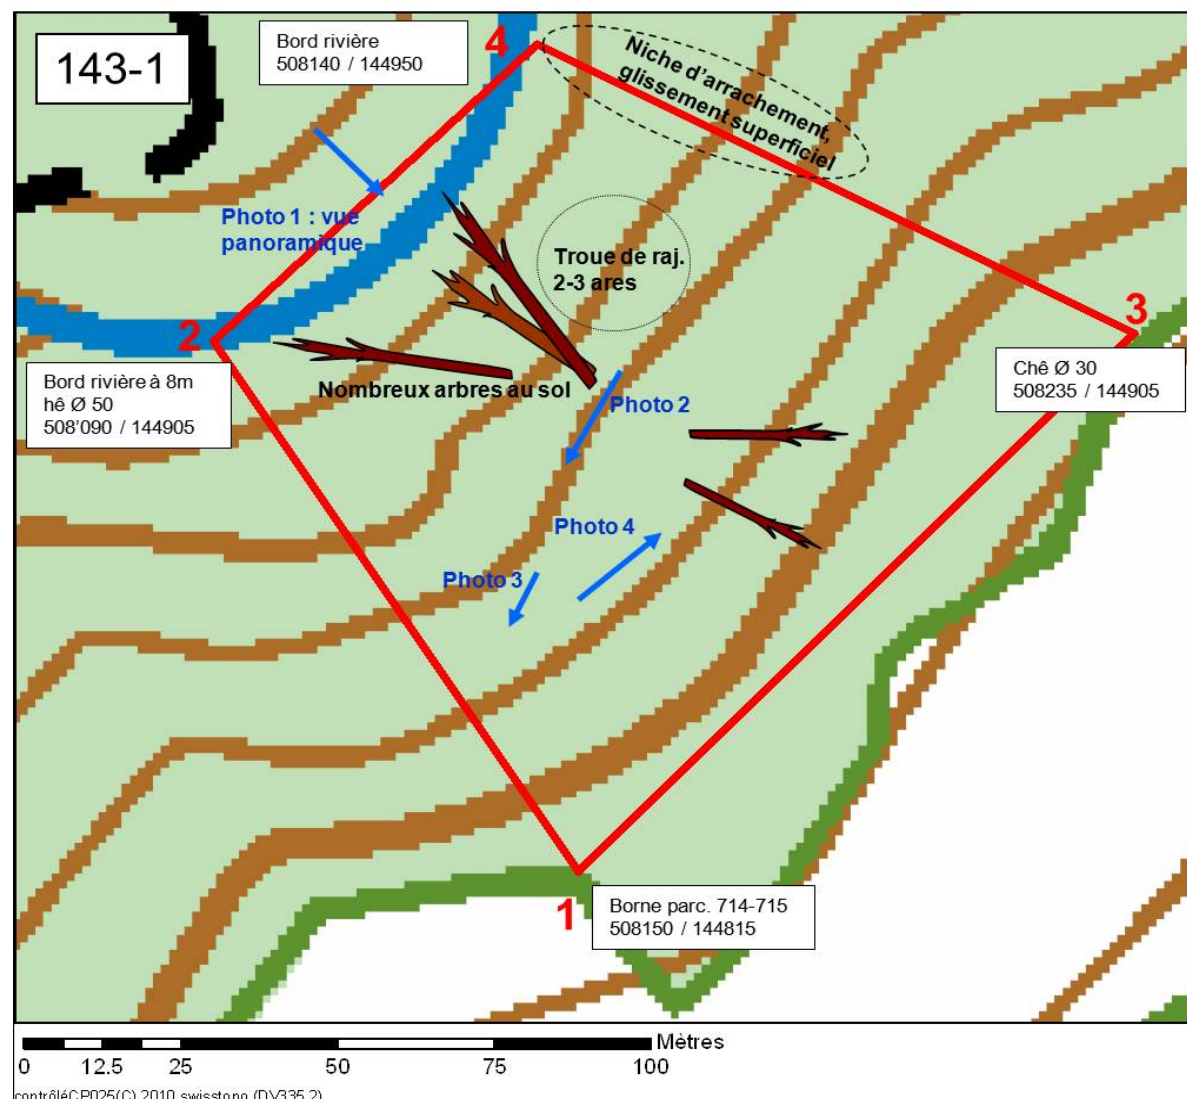 143-1
Bord rivière
508140 / 144950
4
Niche d'arrachement,
glissement superficiel
Photo 1 : vue
panoramique
Troue de raj.
2-3 ares
2
3
Bord rivière à 8m
hê Ø 50
508'090 / 144905
Nombreux arbres au sol
Chê Ø 30
508235 / 144905
Photo 2
Photo 4
Photo 3
1
Borne parc. 714-715
508150 / 144815
Mètres
0 12.5 25 50 75 100
contrôléCP025(C) 2010 swisstopo (DV335.2)